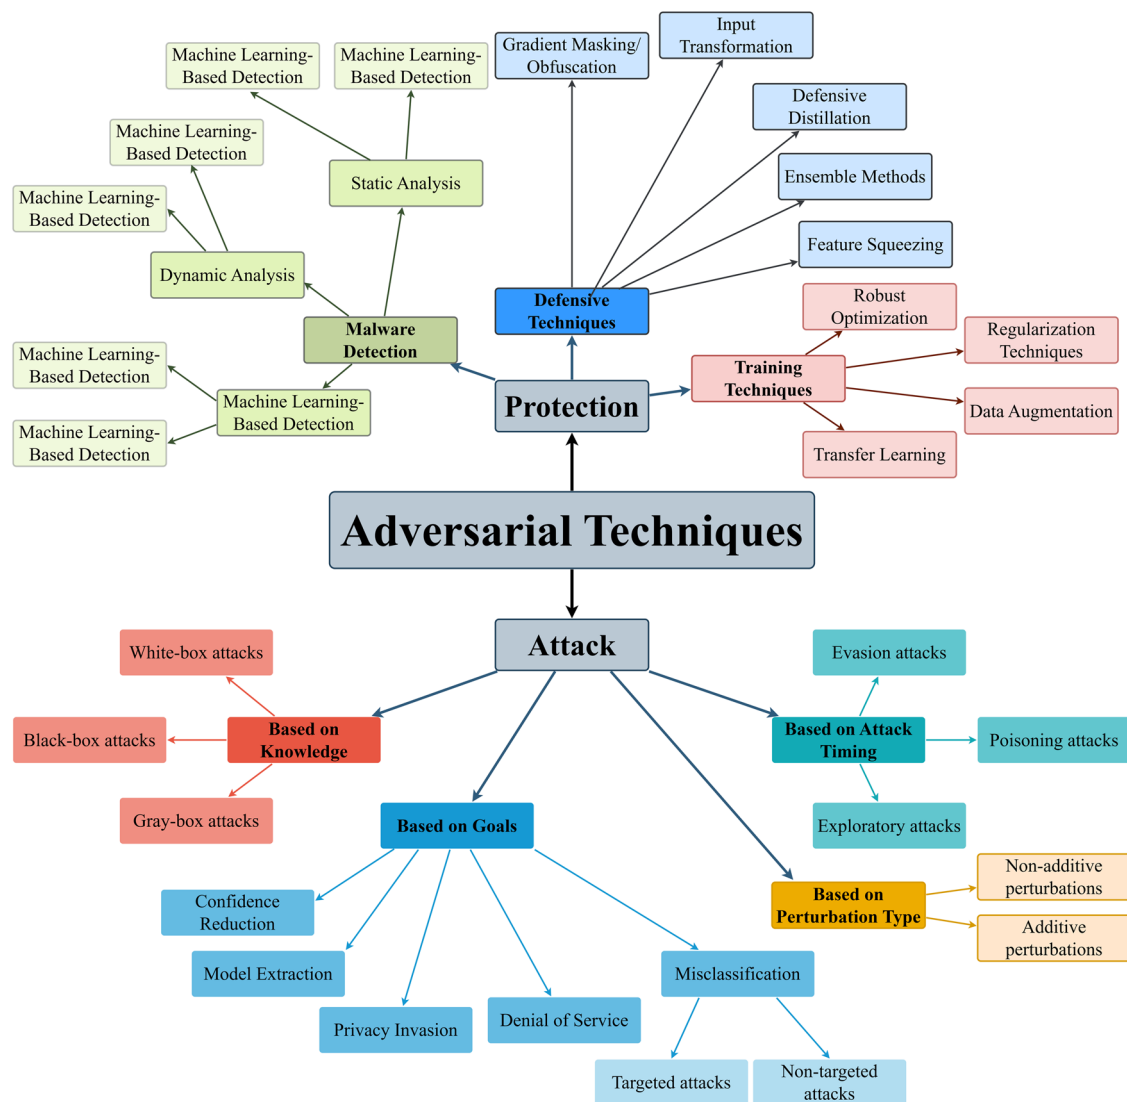 Input
Transformation
Gradient Masking/
Obfuscation
Machine Learning-
Based Detection
Machine Learning-
Based Detection
Defensive
Distillation
Machine Learning-
Based Detection
Static Analysis
Ensemble Methods
Machine Learning-
Based Detection
Feature Squeezing
Dynamic Analysis
Defensive
Techniques
Robust
Optimization
Malware
Detection
Regularization
Techniques
Machine Learning-
Based Detection
Training
Techniques
Protection
Machine Learning-
Based Detection
Data Augmentation
Machine Learning-
Based Detection
Transfer Learning
Adversarial Techniques
Attack
White-box attacks
Evasion attacks
Black-box attacks
Based on
Knowledge
Based on Attack
Timing
Poisoning attacks
Gray-box attacks
Based on Goals
Exploratory attacks
Non-additive
perturbations
Based on
Perturbation Type
Additive
perturbations
Confidence
Reduction
Model Extraction
Misclassification
Privacy Invasion
Denial of Service
Targeted attacks
Non-targeted
attacks